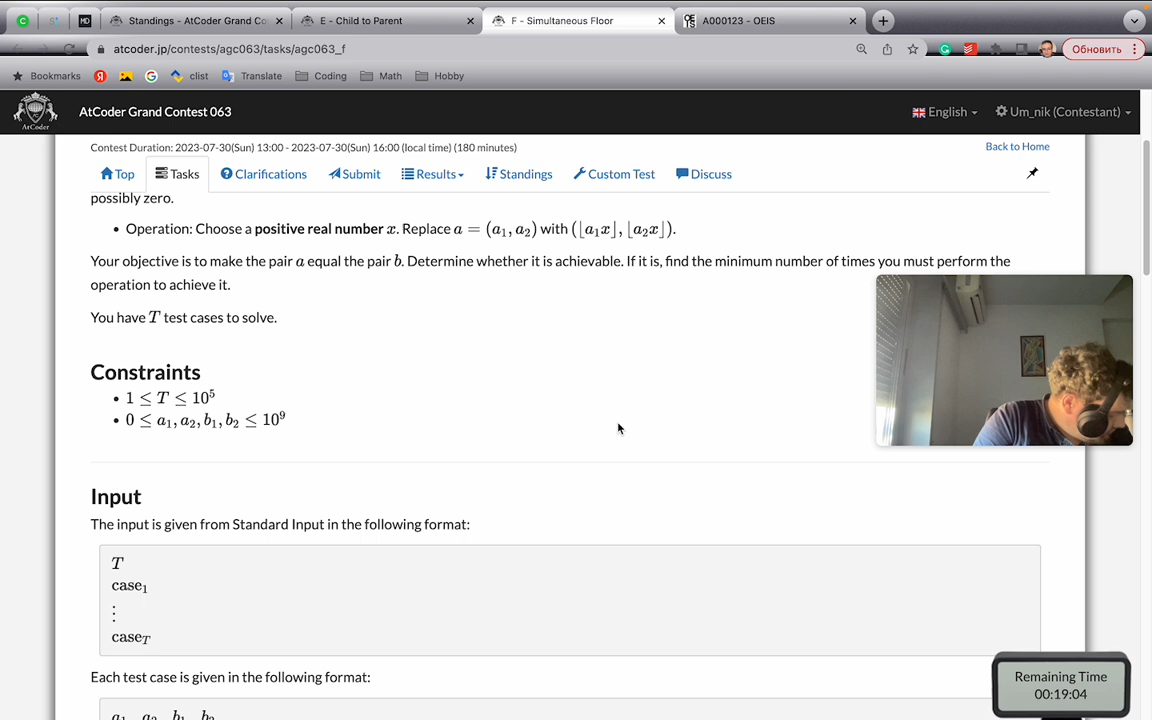 Standings - AtCoder Grand Co
E - Child to Parent
F - Simultaneous Floor
A000123 - OEIS
atcoder.jp/contests/agc063/tasks/agc063_f
Обновить
Bookmarks
clist
Translate
Coding
Math
Hobby
AtCoder Grand Contest 063
English
Um_nik (Contestant)
Contest Duration: 2023-07-30(Sun) 13:00 - 2023-07-30(Sun) 16:00 (local time) (180 minutes)
Back to Home
Top
Tasks
Clarifications
Submit
Results
Standings
Custom Test
Discuss
possibly zero.
• Operation: Choose a positive real number x. Replace a = (a₁, a₂) with (⌊a₁x⌋, ⌊a₂x⌋).
Your objective is to make the pair a equal the pair b. Determine whether it is achievable. If it is, find the minimum number of times you must perform the
operation to achieve it.
You have T test cases to solve.
Constraints
• 1 ≤ T ≤ 10⁵
• 0 ≤ a₁, a₂, b₁, b₂ ≤ 10⁹
Input
The input is given from Standard Input in the following format:
T
case₁
⋮
case_T
Each test case is given in the following format:
a₁ a₂ b₁ b₂
Remaining Time
00:19:04